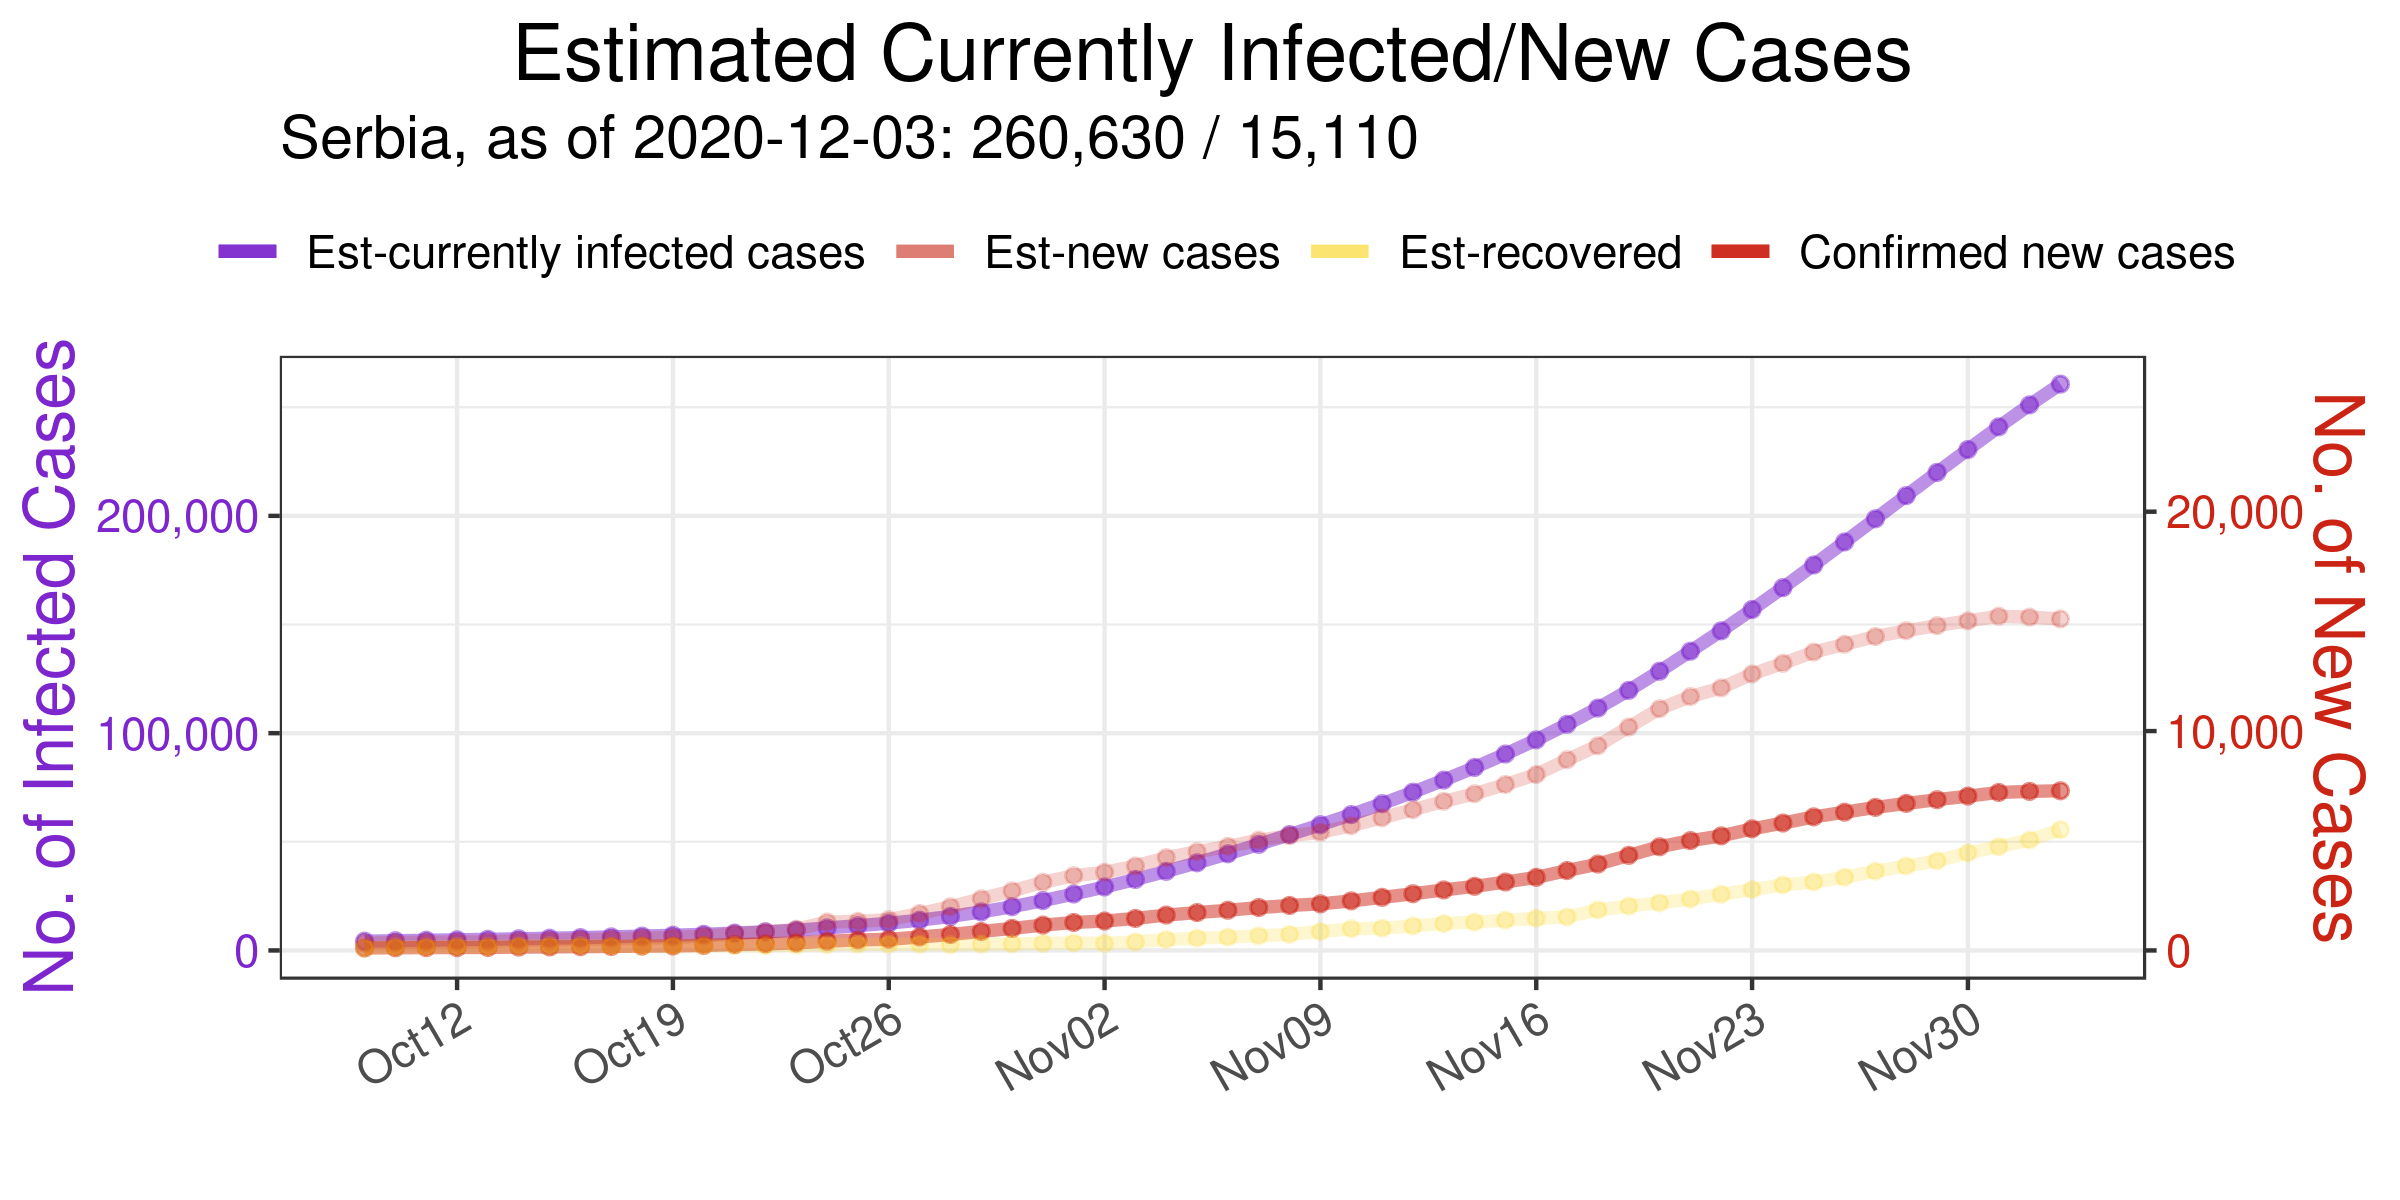 Estimated Currently Infected/New Cases
Serbia, as of 2020-12-03: 260,630 / 15,110
Est-currently infected cases Est-new cases Est-recovered Confirmed new cases
No. of Infected Cases
200,000
100,000
0
20,000
10,000
0
No. of New Cases
Oct12 Oct19 Oct26 Nov02 Nov09 Nov16 Nov23 Nov30